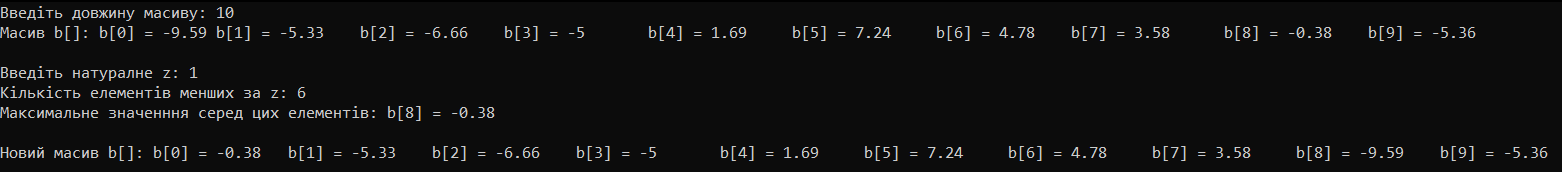 Введіть довжину масиву: 10
Масив b[]: b[0] = -9.59 b[1] = -5.33    b[2] = -6.66    b[3] = -5       b[4] = 1.69     b[5] = 7.24     b[6] = 4.78    b[7] = 3.58      b[8] = -0.38    b[9] = -5.36
Введіть натуралне z: 1
Кількість елементів менших за z: 6
Максимальне значенння серед цих елементів: b[8] = -0.38
Новий масив b[]: b[0] = -0.38   b[1] = -5.33    b[2] = -6.66    b[3] = -5       b[4] = 1.69     b[5] = 7.24     b[6] = 4.78     b[7] = 3.58     b[8] = -9.59    b[9] = -5.36